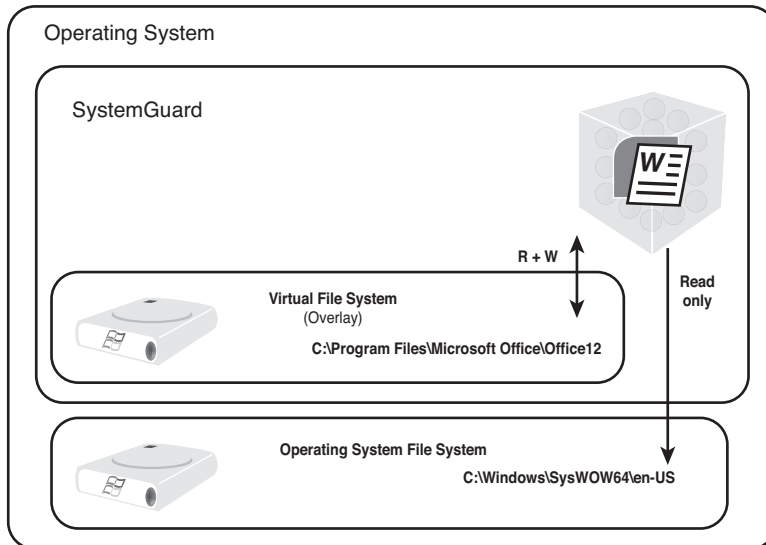 Operating System
SystemGuard
W
R + W
Read
only
Virtual File System
(Overlay)
C:\Program Files\Microsoft Office\Office12
Operating System File System
C:\Windows\SysWOW64\en-US